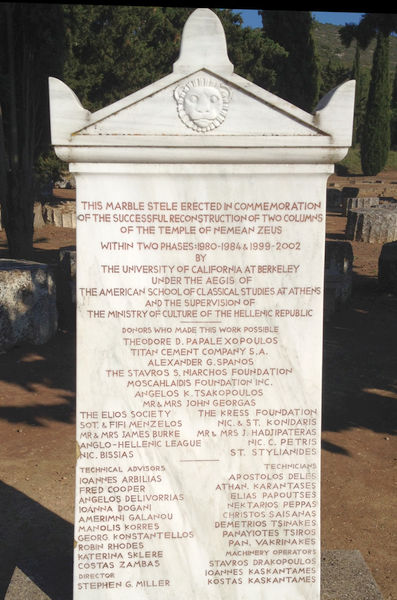 THIS MARBLE STELE ERECTED IN COMMEMORATION
OF THE SUCCESSFUL RECONSTRUCTION OF TWO COLUMNS
OF THE TEMPLE OF NEMEAN ZEUS
WITHIN TWO PHASES: 1980-1984 & 1999-2002
BY
THE UNIVERSITY OF CALIFORNIA AT BERKELEY
UNDER THE AEGIS OF
THE AMERICAN SCHOOL OF CLASSICAL STUDIES AT ATHENS
AND THE SUPERVISION OF
THE MINISTRY OF CULTURE OF THE HELLENIC REPUBLIC
DONORS WHO MADE THIS WORK POSSIBLE
THEODORE D. PAPALEXOPOULOS
TITAN CEMENT COMPANY S.A.
ALEXANDER G. SPANOS
THE STAVROS S. NIARCHOS FOUNDATION
MOSCAHLAIDIS FOUNDATION INC.
ANGELOS K. TSAKOPOULOS
MR & MRS JOHN GEORGAS
THE ELIOS SOCIETY THE KRESS FOUNDATION
SOT. & FIFI MENZELOS NIC. & ST. KONIDARIS
MR & MRS JAMES BURKE MR & MRS J. HADJIPATERAS
ANGLO-HELLENIC LEAGUE NIC. C. PETRIS
NIC. BISSIAS ST. STYLIANIDES
TECHNICAL ADVISORS
IOANNES ARBILIAS
FRED COOPER
ANGELOS DELIVORRIAS
IOANNA DOGANI
AMERIMNI GALANOU
MANOLIS KORRES
GEORG. KONSTANTELLOS
ROBIN RHODES
KATERINA SKLERE
COSTAS ZAMBAS
DIRECTOR
STEPHEN G. MILLER
TECHNICIANS
APOSTOLOS DELES
ATHAN. KARANTASES
ELIAS PAPOUTSES
NEKTARIOS PEPPAS
CHRISTOS SAISANAS
DEMETRIOS TSINAKES
PANAYIOTES TSIROS
PAN. VAKRINAKES
MACHINERY OPERATORS
STAVROS DRAKOPOULOS
IOANNES KASKANTAMES
KOSTAS KASKANTAMES